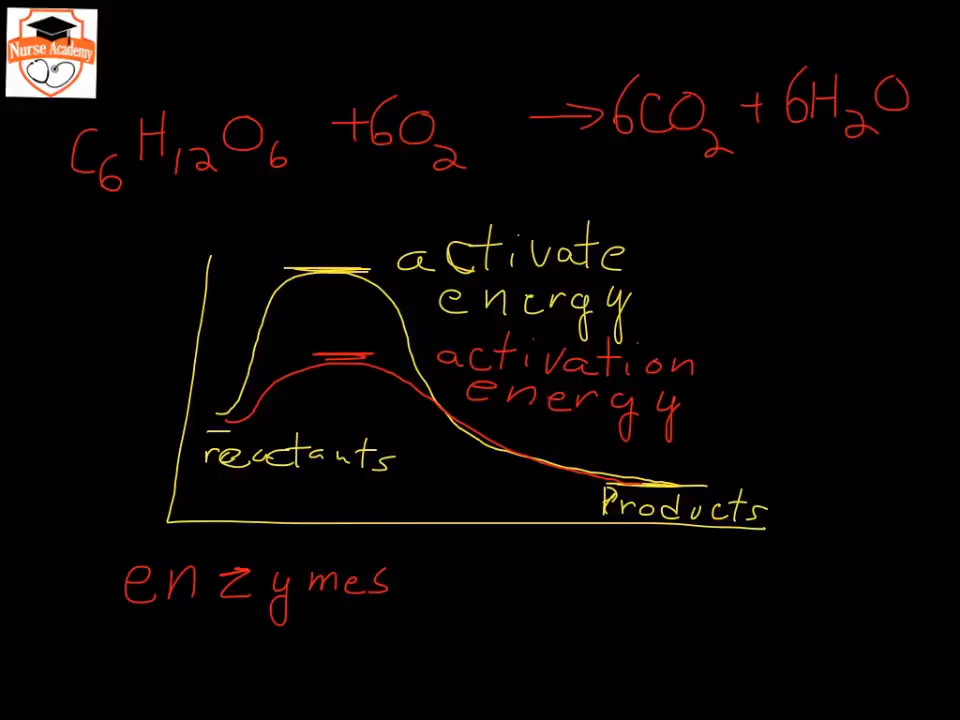 Nurse Academy
C6H12O6 +6O2 → 6CO2 + 6H2O
activate
energy
activation
energy
reactants
Products
enzymes